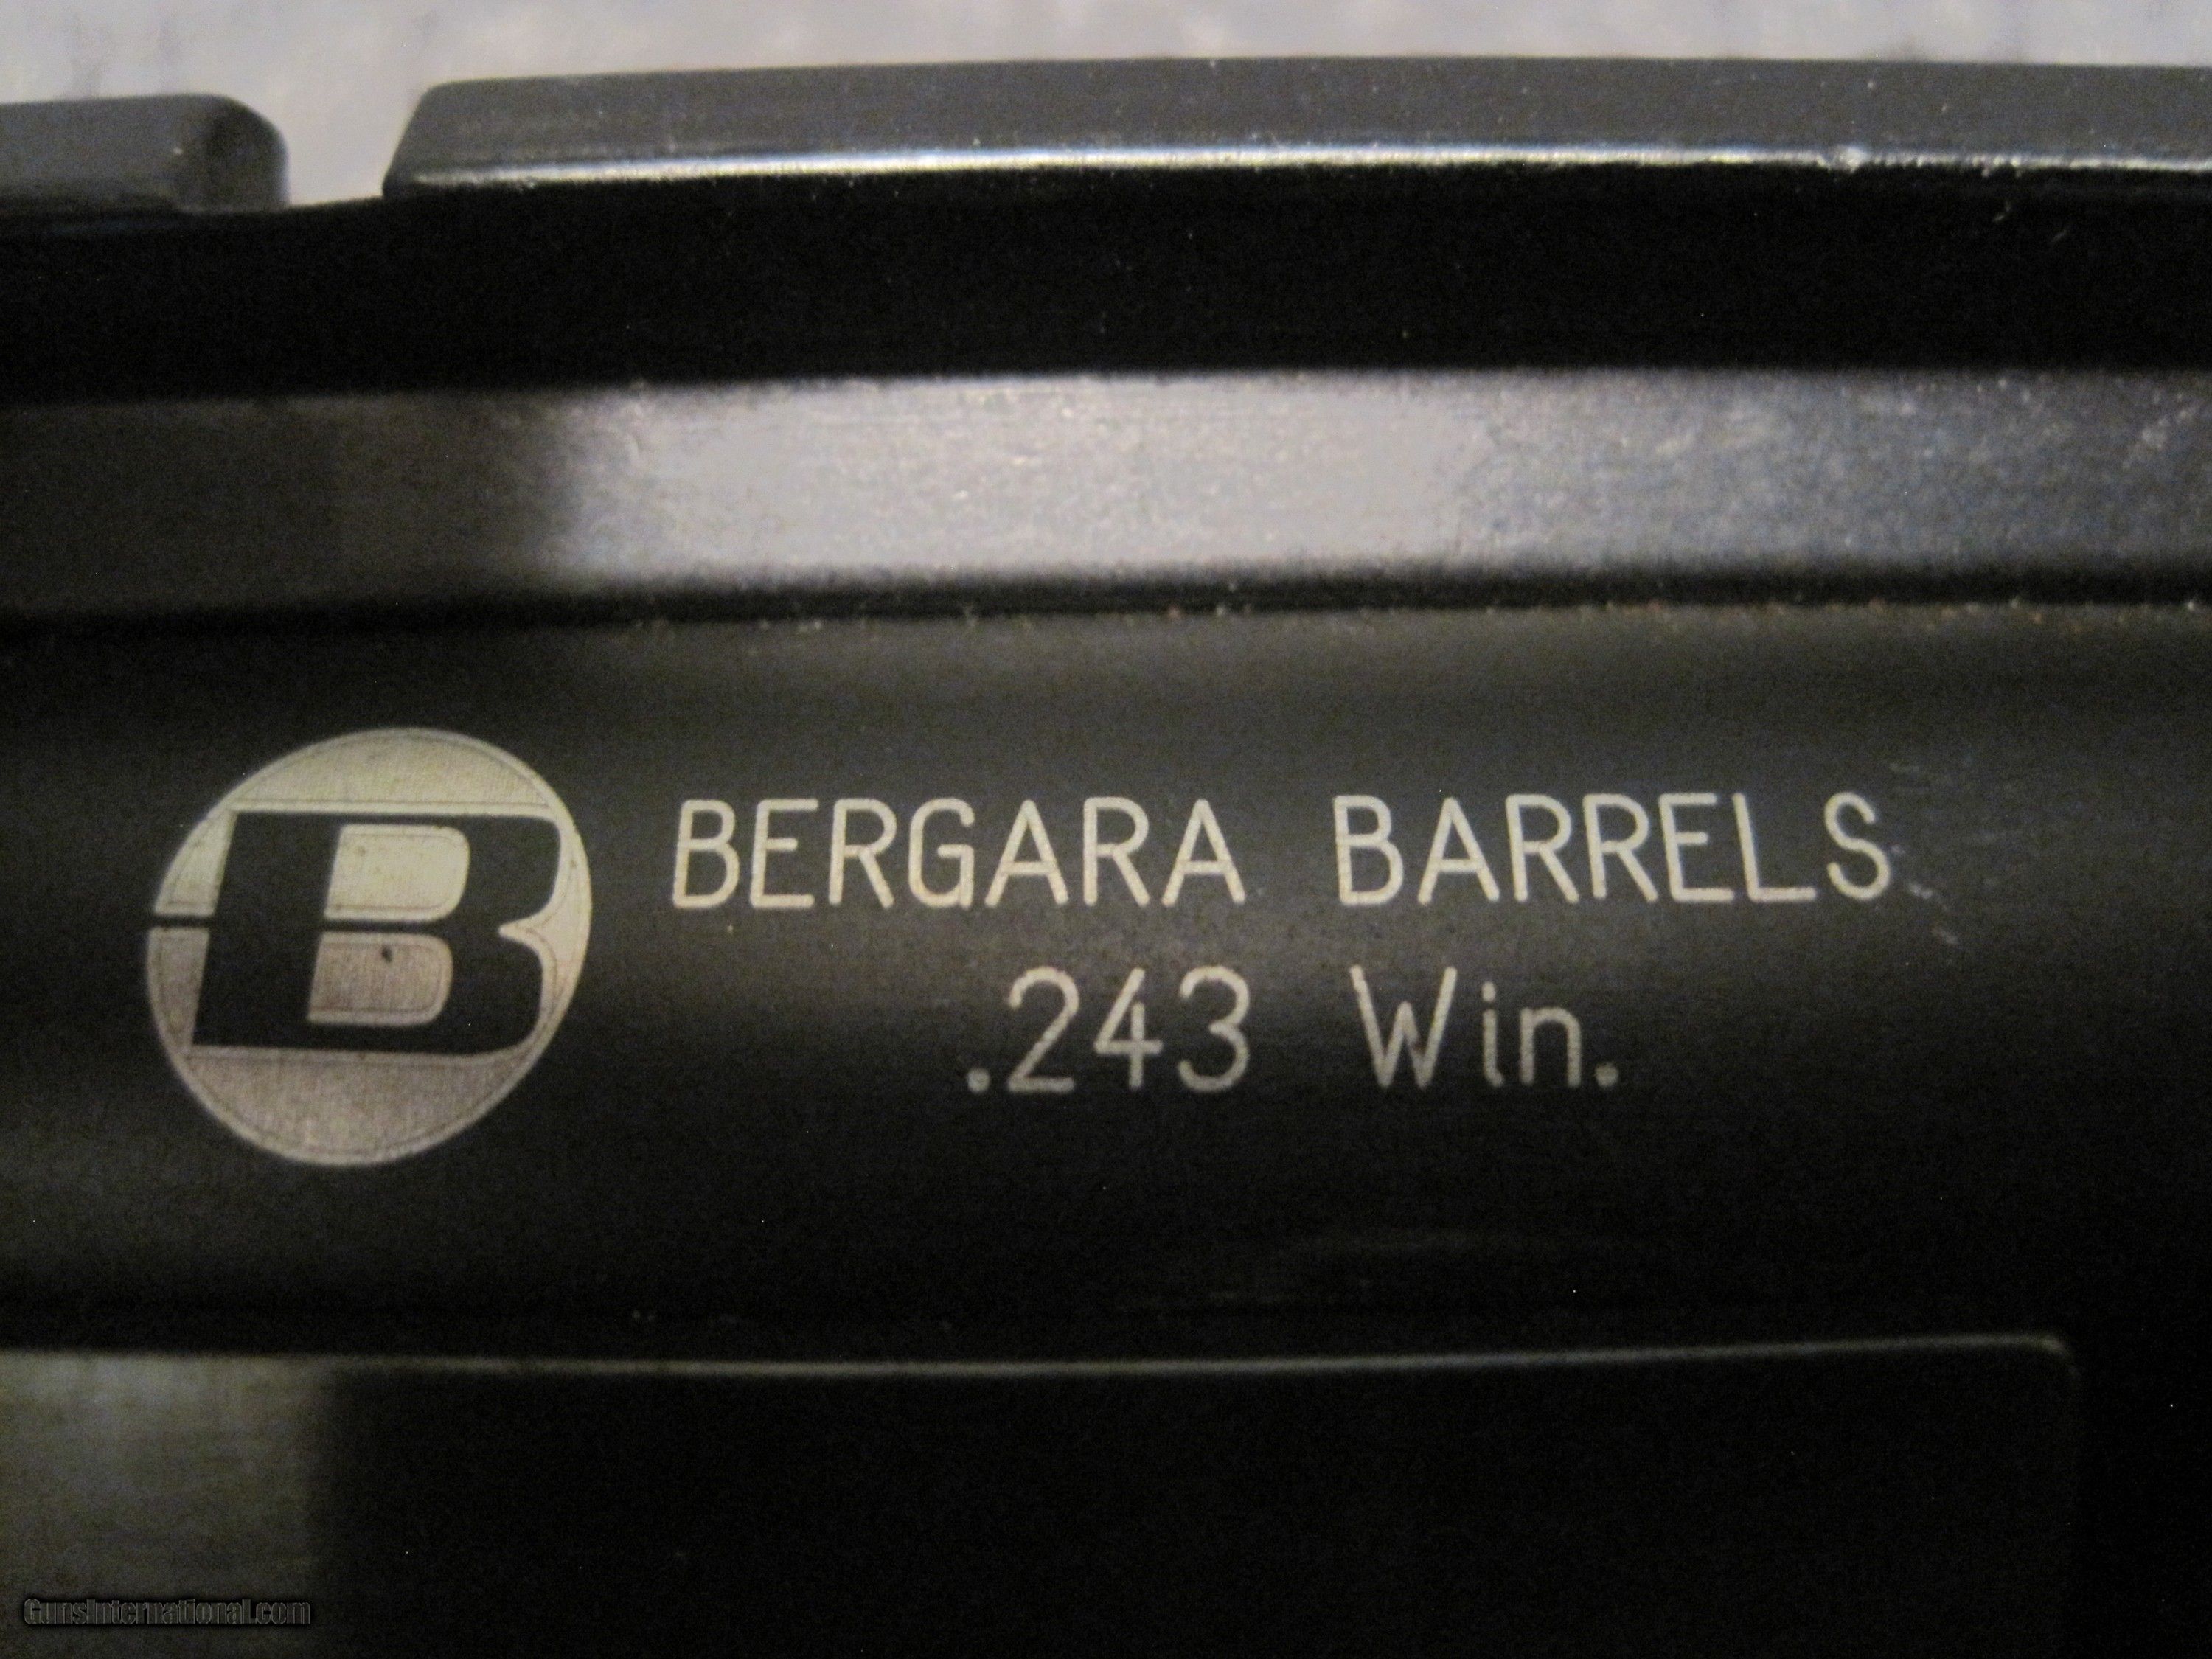 B
BERGARA BARRELS
.243 Win.
GunsInternational.com